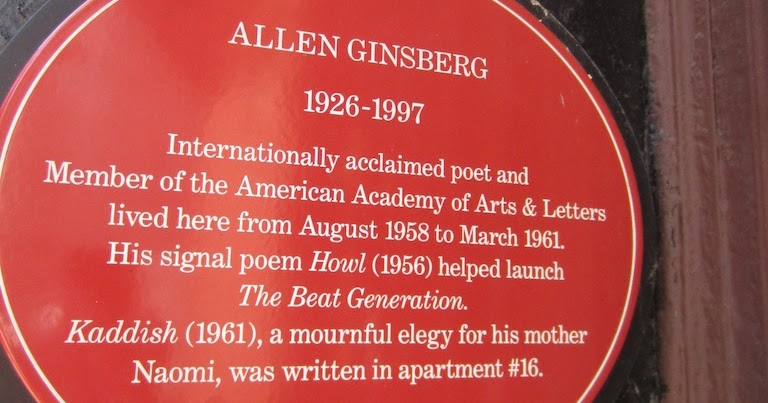 ALLEN GINSBERG
1926-1997
Internationally acclaimed poet and
Member of the American Academy of Arts & Letters
lived here from August 1958 to March 1961.
His signal poem Howl (1956) helped launch
The Beat Generation.
Kaddish (1961), a mournful elegy for his mother
Naomi, was written in apartment #16.